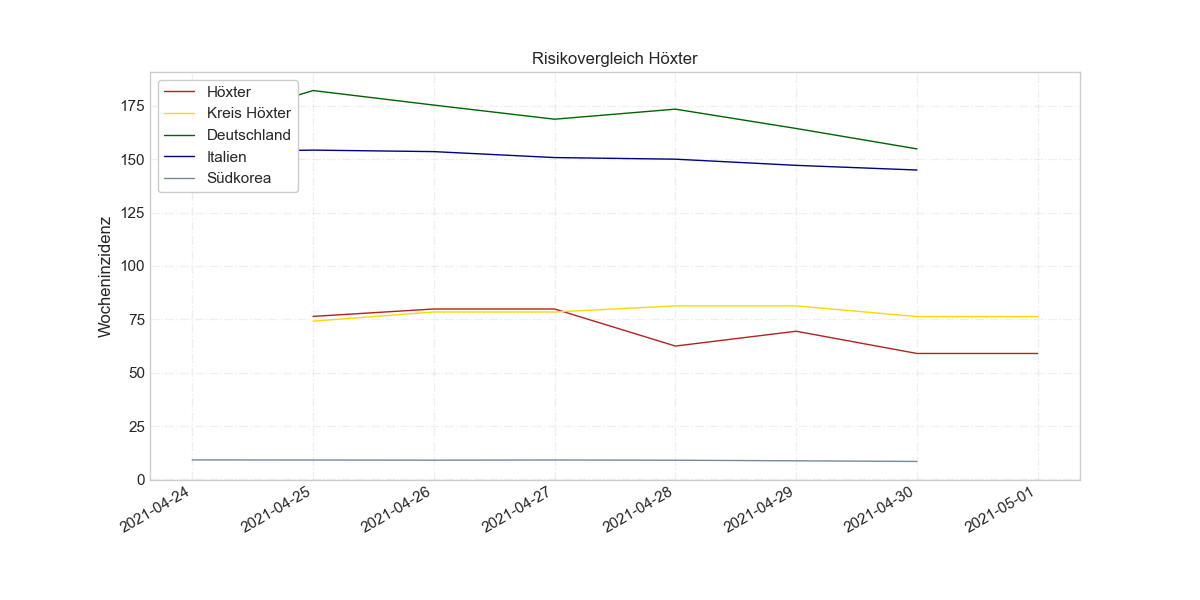 Risikovergleich Höxter
Höxter
Kreis Höxter
Deutschland
Italien
Südkorea
Wocheninzidenz
175
150
125
100
75
50
25
0
2021-04-24
2021-04-25
2021-04-26
2021-04-27
2021-04-28
2021-04-29
2021-04-30
2021-05-01